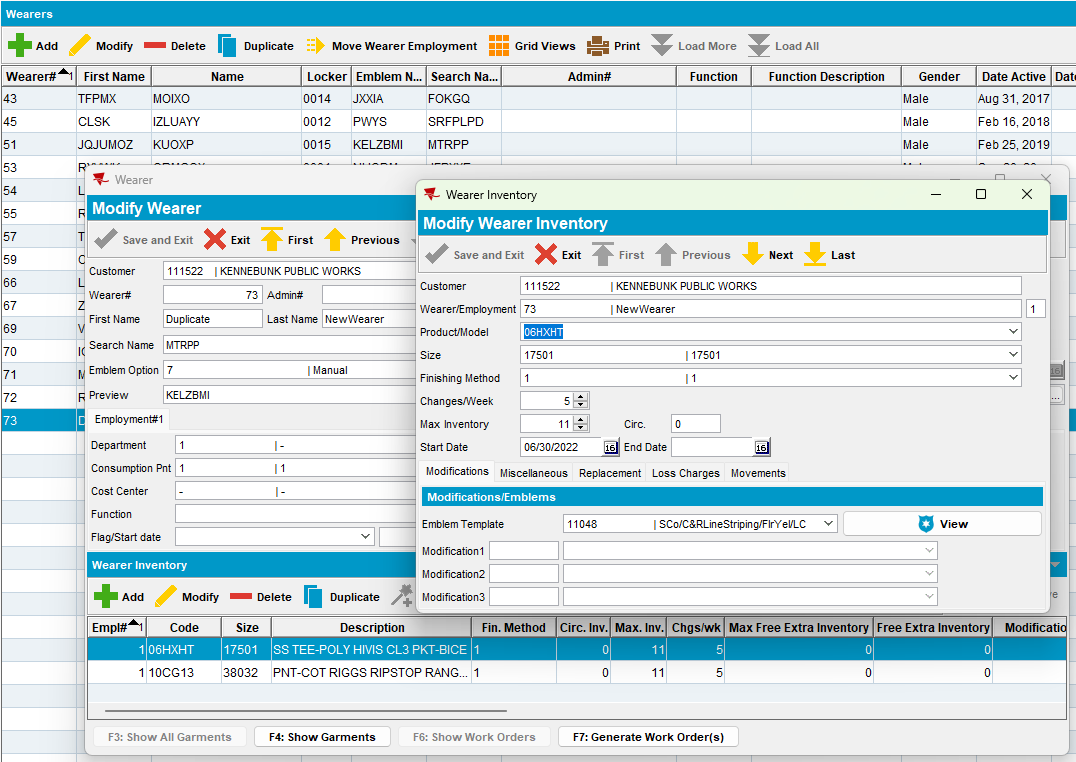 Wearers
Add Modify Delete Duplicate Move Wearer Employment Grid Views Print Load More Load All
Wearer# 1 First Name Name Locker Emblem N... Search Na... Admin# Function Function Description Gender Date Active Date
43 TFPMX MOIXO 0014 JXXIA FOKGQ Male Aug 31, 2017
45 CLSK IZLUAYY 0012 PWYS SRFPLPD Male Feb 16, 2018
51 JQJUMOZ KUOXP 0015 KELZBMI MTRPP Male Feb 25, 2019
53
54
55
57
59
66
67
69
70
71
72
73
Wearer
Modify Wearer
Save and Exit Exit First Previous
Customer 111522 | KENNEBUNK PUBLIC WORKS
Wearer# 73 Admin#
First Name Duplicate Last Name NewWearer
Search Name MTRPP
Emblem Option 7 | Manual
Preview KELZBMI
Employment#1
Department 1 | -
Consumption Pnt 1 | 1
Cost Center - | -
Function
Flag/Start date
Wearer Inventory
Add Modify Delete Duplicate
Empl# 1 Code Size Description Fin. Method Circ. Inv. Max. Inv. Chgs/wk Max Free Extra Inventory Free Extra Inventory Modificatio
1 06HXHT 17501 SS TEE-POLY HIVIS CL3 PKT-BICE 1 0 11 5 0 0
1 10CG13 38032 PNT-COT RIGGS RIPSTOP RANG... 1 0 11 5 0 0
F3: Show All Garments F4: Show Garments F6: Show Work Orders F7: Generate Work Order(s)
Wearer Inventory
Modify Wearer Inventory
Save and Exit Exit First Previous Next Last
Customer 111522 | KENNEBUNK PUBLIC WORKS
Wearer/Employment 73 | NewWearer 1
Product/Model 06HXHT
Size 17501 | 17501
Finishing Method 1 | 1
Changes/Week 5
Max Inventory 11 Circ. 0
Start Date 06/30/2022 16 End Date 16
Modifications Miscellaneous Replacement Loss Charges Movements
Modifications/Emblems
Emblem Template 11048 | SCo/C&RLineStriping/FlrYel/LC View
Modification1
Modification2
Modification3